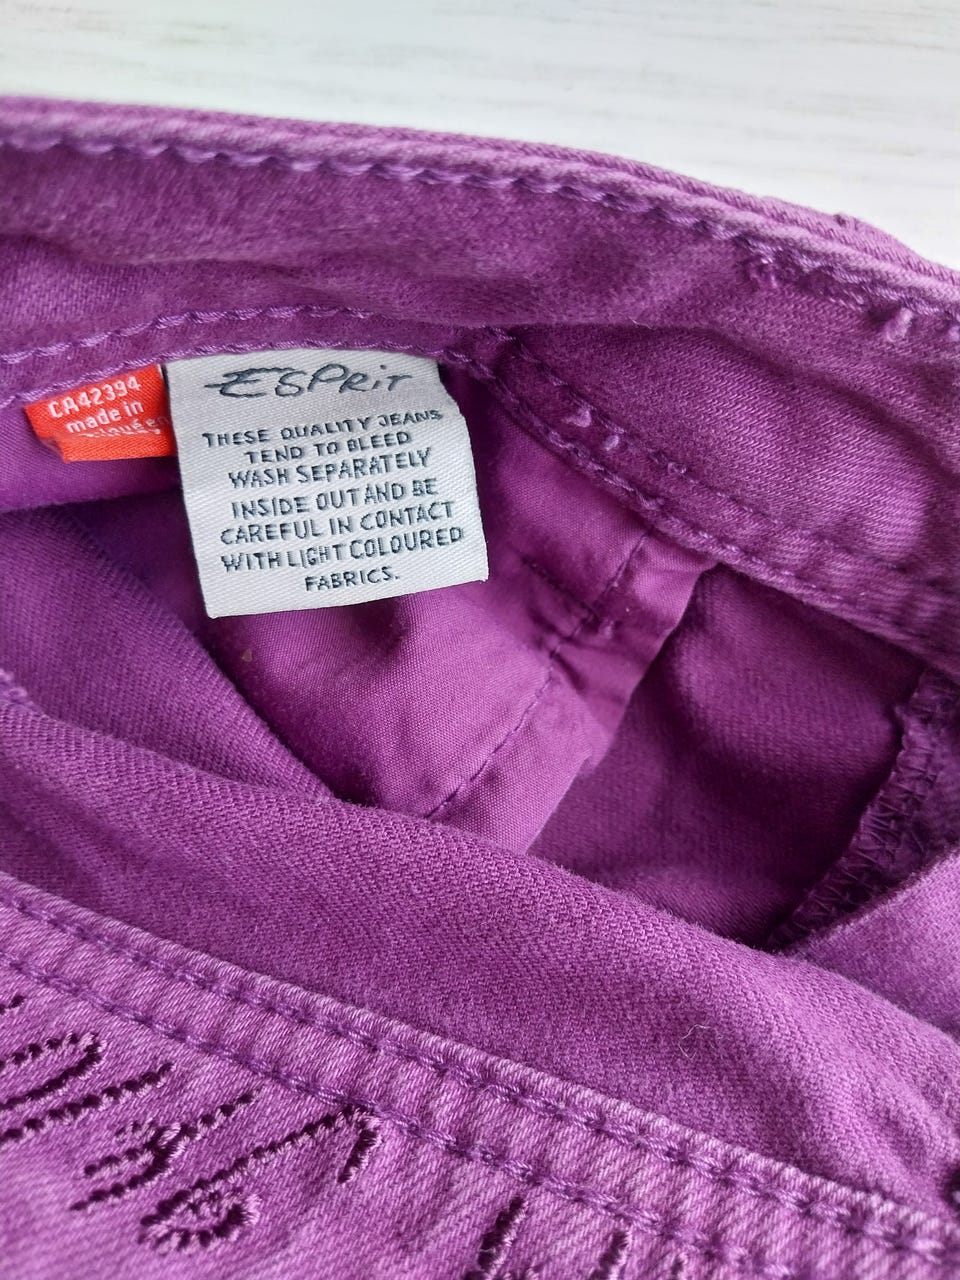 CA42394
made in
ESPRIT
THESE QUALITY JEANS
TEND TO BLEED
WASH SEPARATELY
INSIDE OUT AND BE
CAREFUL IN CONTACT
WITH LIGHT COLOURED
FABRICS.